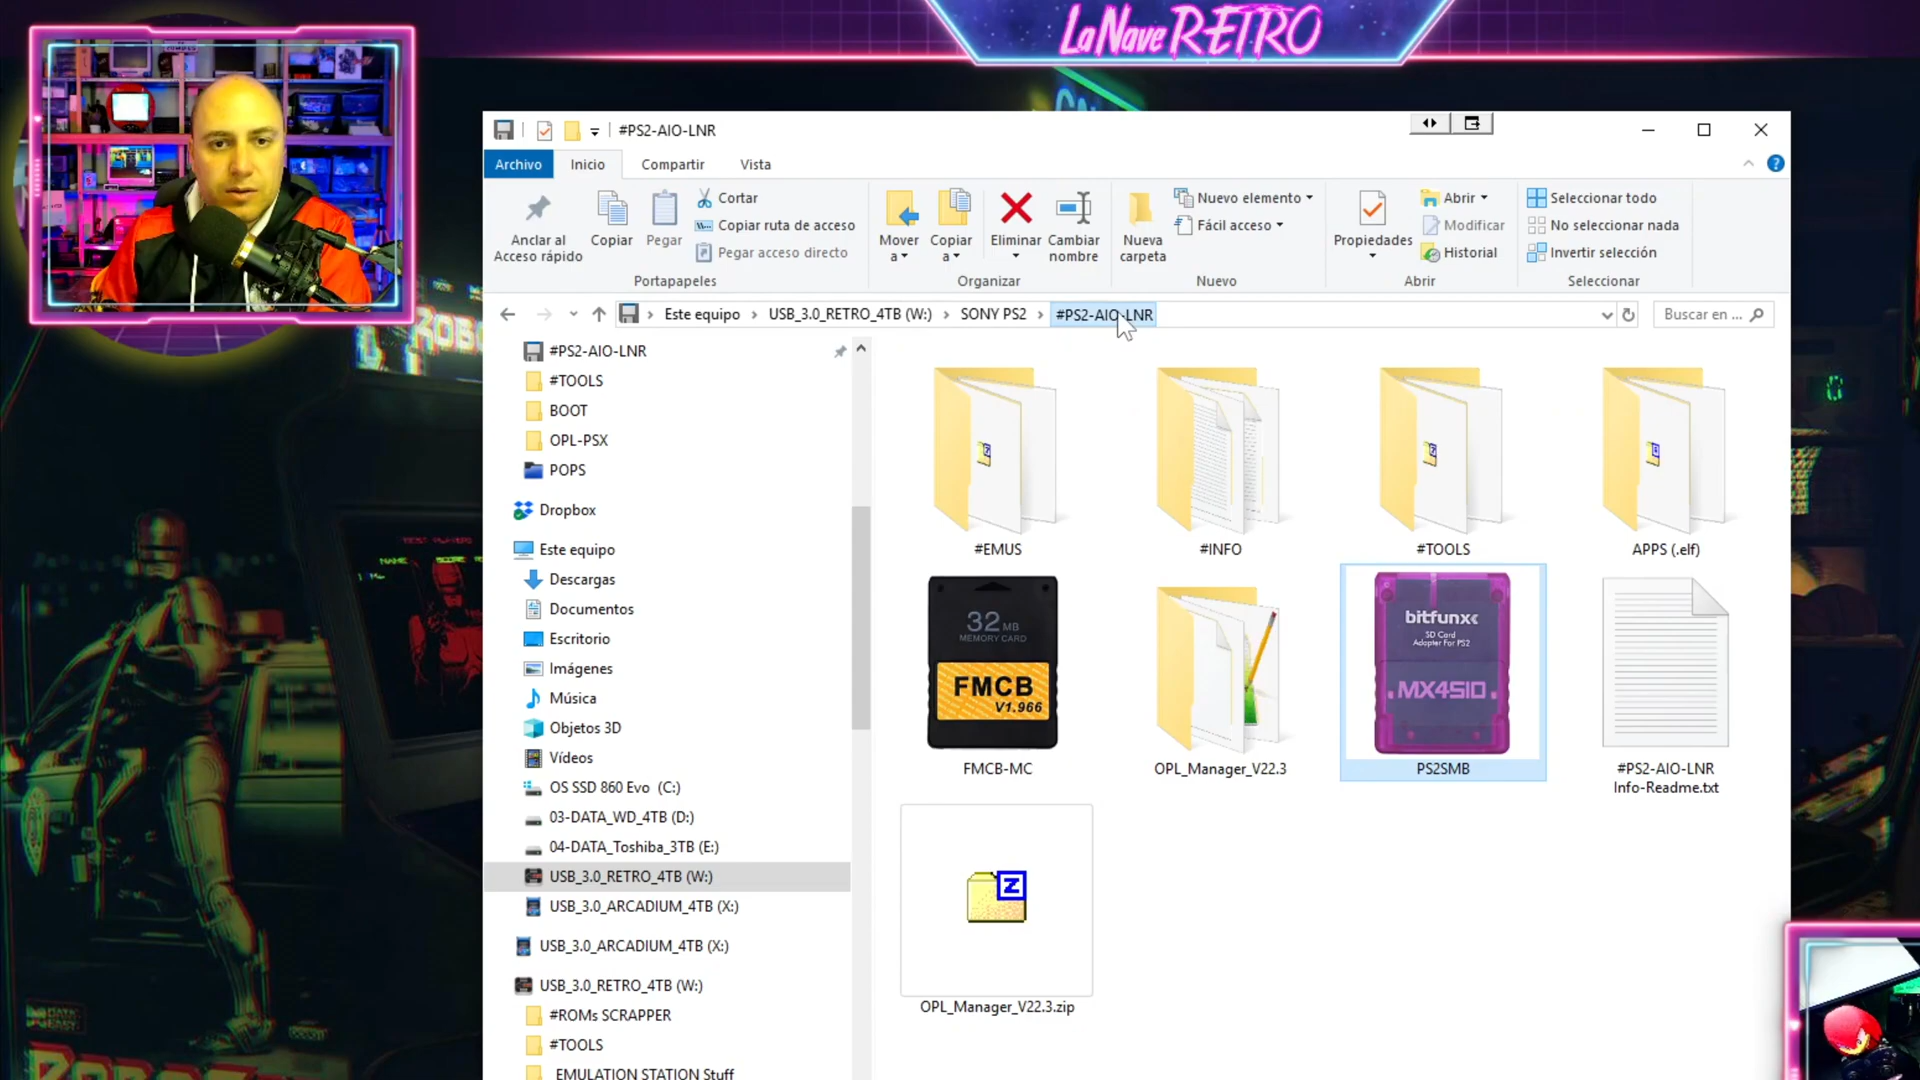 LaNave RETRO
#PS2-AIO-LNR
Archivo
Inicio
Compartir
Vista
Anclar al
Acceso rápido
Copiar
Pegar
Cortar
Copiar ruta de acceso
Pegar acceso directo
Portapapeles
Mover
a
Copiar
a
Eliminar
Cambiar
nombre
Organizar
Nueva
carpeta
Nuevo elemento
Fácil acceso
Nuevo
Propiedades
Abrir
Modificar
Historial
Abrir
Seleccionar todo
No seleccionar nada
Invertir selección
Seleccionar
Este equipo > USB_3.0_RETRO_4TB (W:) > SONY PS2 > #PS2-AIO-LNR
Buscar en ...
#PS2-AIO-LNR
#TOOLS
BOOT
OPL-PSX
POPS
Dropbox
Este equipo
Descargas
Documentos
Escritorio
Imágenes
Música
Objetos 3D
Vídeos
OS SSD 860 Evo (C:)
03-DATA_WD_4TB (D:)
04-DATA_Toshiba_3TB (E:)
USB_3.0_RETRO_4TB (W:)
USB_3.0_ARCADIUM_4TB (X:)
USB_3.0_ARCADIUM_4TB (X:)
USB_3.0_RETRO_4TB (W:)
#ROMs SCRAPPER
#TOOLS
EMULATION STATION Stuff
#EMUS
#INFO
#TOOLS
APPS (.elf)
32 MB
MEMORY CARD
FMCB
V1.966
FMCB-MC
OPL_Manager_V22.3
bitfunx
SD Card
Adapter For PS2
MX4SIO
PS2SMB
#PS2-AIO-LNR
Info-Readme.txt
Z
OPL_Manager_V22.3.zip